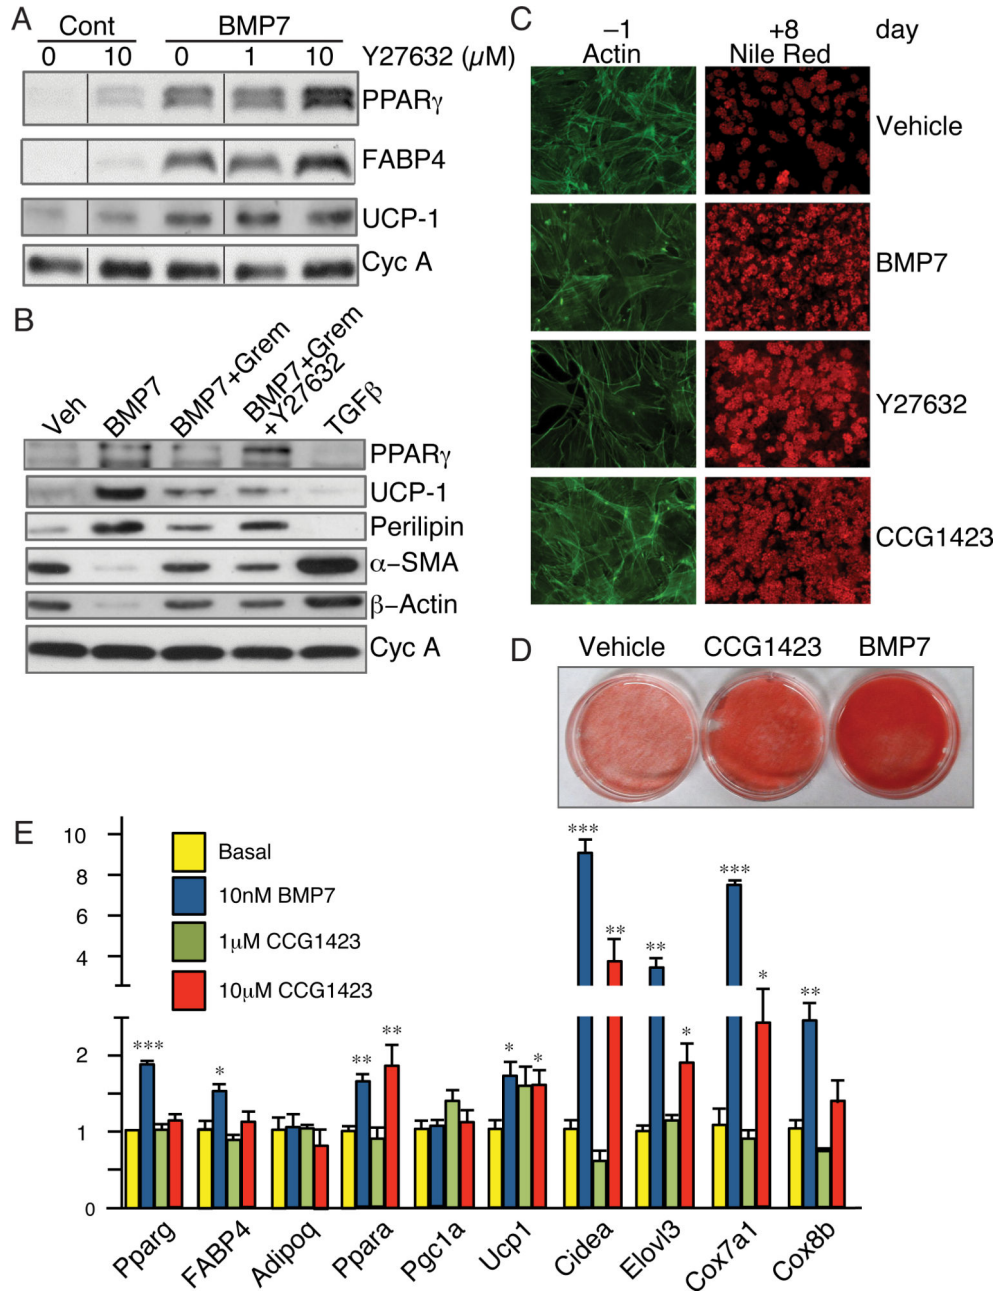 A
Cont BMP7
0 10 0 1 10 Y27632 (µM)
PPARγ
FABP4
UCP-1
Cyc A
B
Veh BMP7 BMP7+Grem BMP7+Grem +Y27632 TGFβ
PPARγ
UCP-1
Perilipin
α–SMA
β–Actin
Cyc A
C
–1 +8 day
Actin Nile Red
Vehicle
BMP7
Y27632
CCG1423
D
Vehicle CCG1423 BMP7
E
10
8
6
4
2
1
0
Basal
10nM BMP7
1µM CCG1423
10µM CCG1423
*** * ** ** * * *** ** ** * *** * **
Pparg FABP4 Adipoq Ppara Pgc1a Ucp1 Cidea Elovl3 Cox7a1 Cox8b